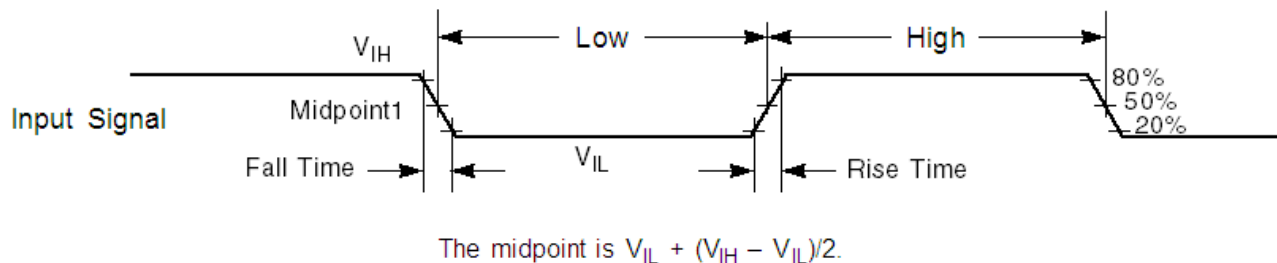 Low
High
VIH
80%
Input Signal
Midpoint1
50%
20%
Fall Time
VIL
Rise Time
The midpoint is VIL + (VIH – VIL)/2.